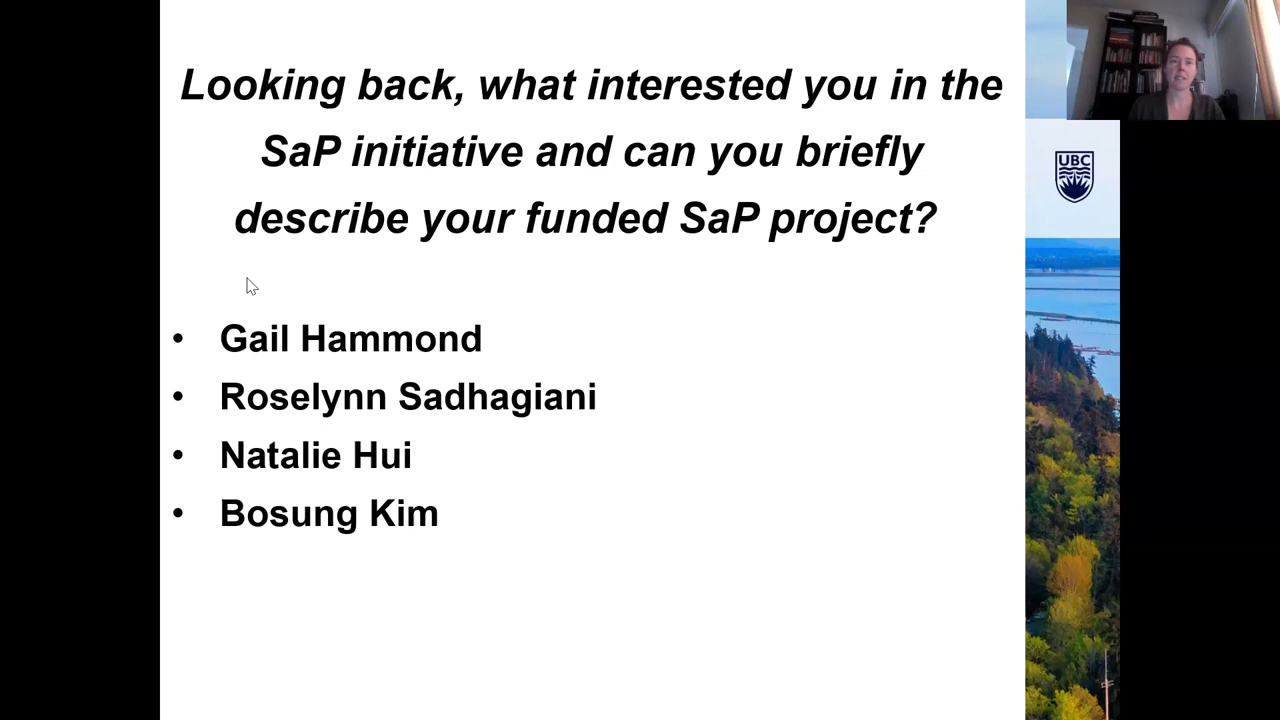 Looking back, what interested you in the
SaP initiative and can you briefly
describe your funded SaP project?
UBC
• Gail Hammond
• Roselynn Sadhagiani
• Natalie Hui
• Bosung Kim